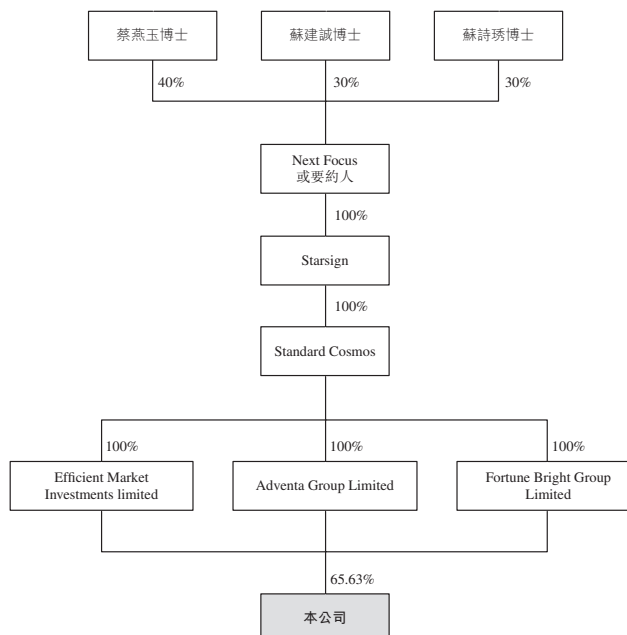 蔡燕玉博士
蘇建誠博士
蘇詩琇博士
40%
30%
30%
Next Focus
或要約人
100%
Starsign
100%
Standard Cosmos
100%
100%
100%
Efficient Market
Investments limited
Adventa Group Limited
Fortune Bright Group
Limited
65.63%
本公司